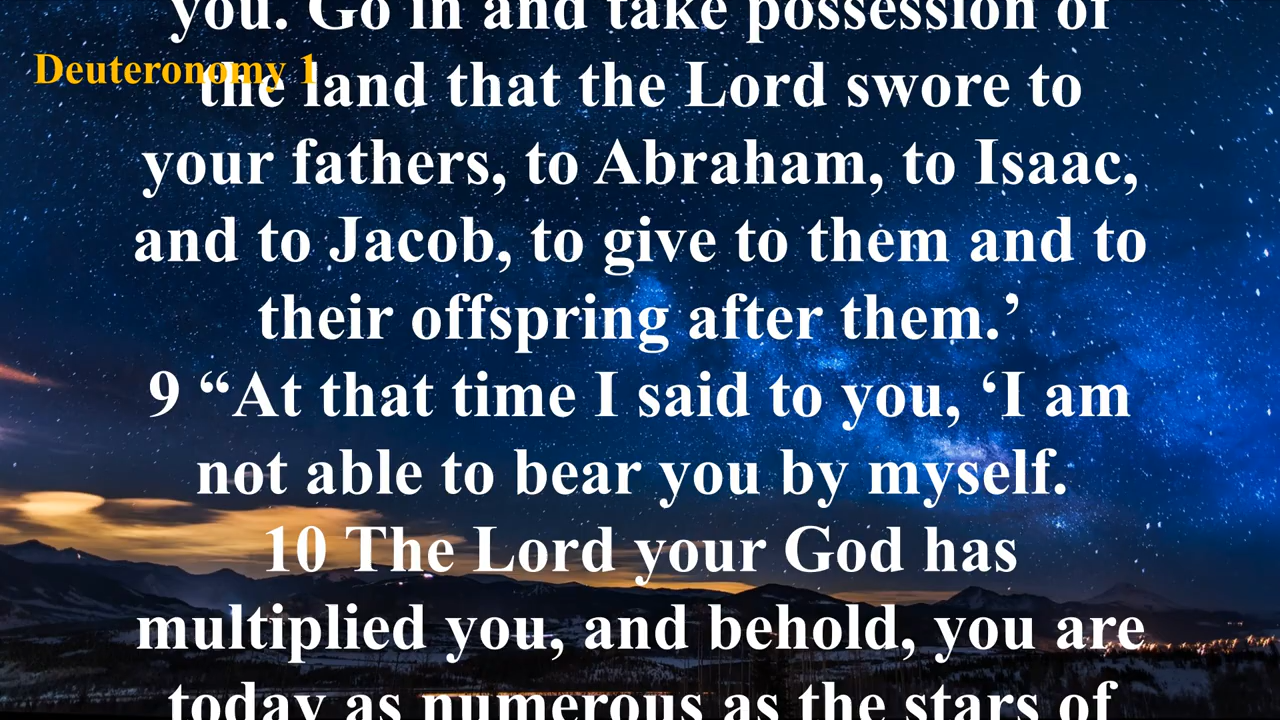 you. Go in and take possession of
Deuteronomy 1
the land that the Lord swore to
your fathers, to Abraham, to Isaac,
and to Jacob, to give to them and to
their offspring after them.’
9 “At that time I said to you, ‘I am
not able to bear you by myself.
10 The Lord your God has
multiplied you, and behold, you are
today as numerous as the stars of